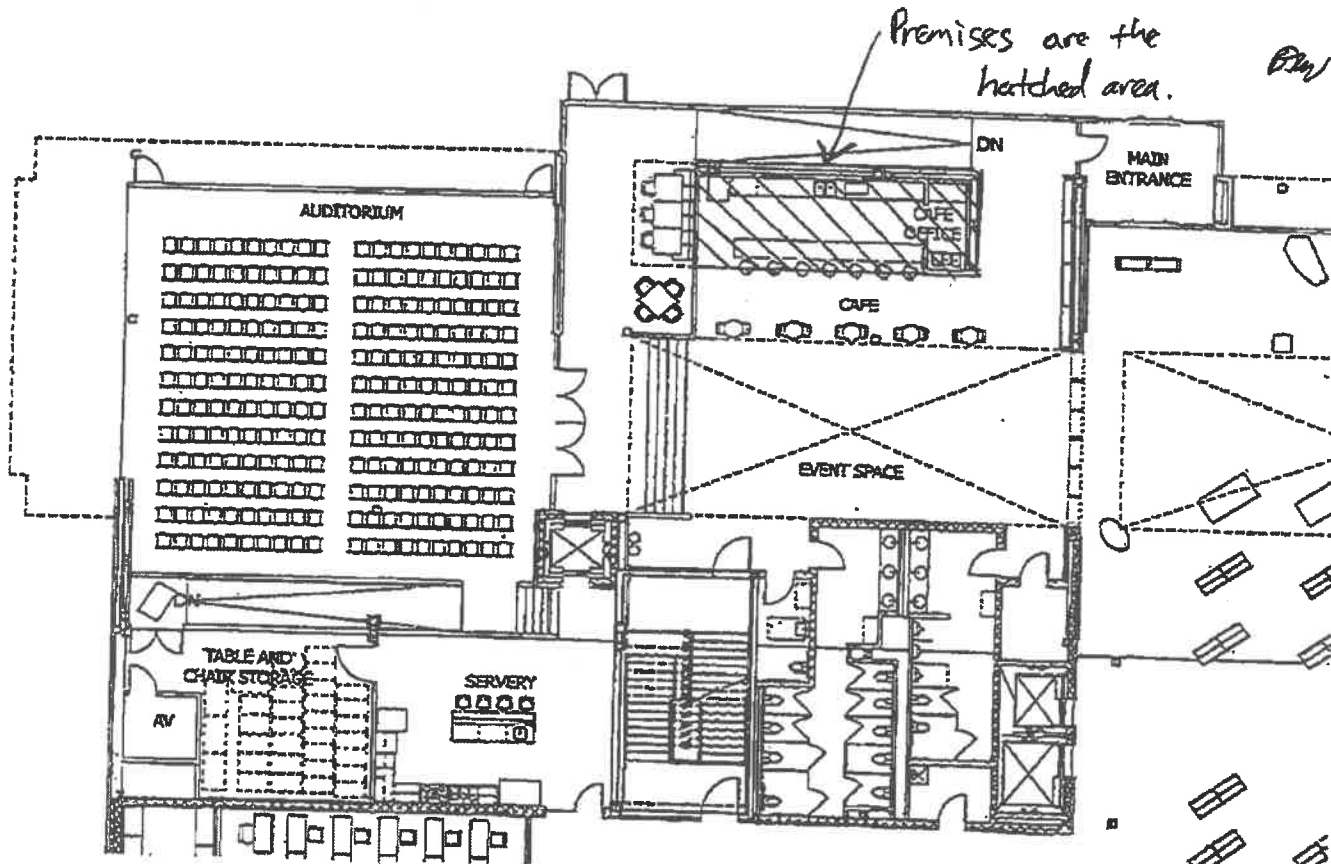 Premises are the
hatched area.
DN
MAIN
ENTRANCE
AUDITORIUM
CAFE
OFFICE
CAFE
EVENT SPACE
DN
TABLE AND
CHAIR STORAGE
SERVERY
AV